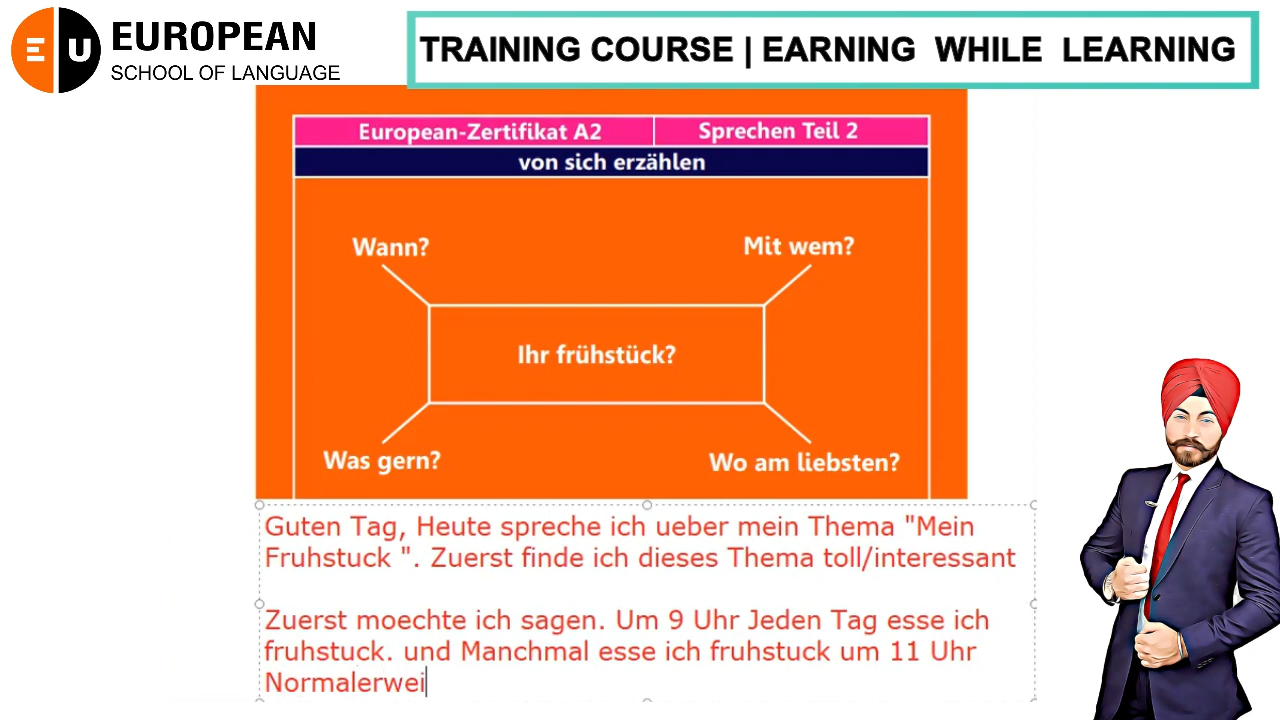 E U
EUROPEAN
SCHOOL OF LANGUAGE
TRAINING COURSE | EARNING WHILE LEARNING
European-Zertifikat A2
Sprechen Teil 2
von sich erzählen
Wann?
Mit wem?
Ihr frühstück?
Was gern?
Wo am liebsten?
Guten Tag, Heute spreche ich ueber mein Thema "Mein
Fruhstuck ". Zuerst finde ich dieses Thema toll/interessant
Zuerst moechte ich sagen. Um 9 Uhr Jeden Tag esse ich
fruhstuck. und Manchmal esse ich fruhstuck um 11 Uhr
Normalerwei